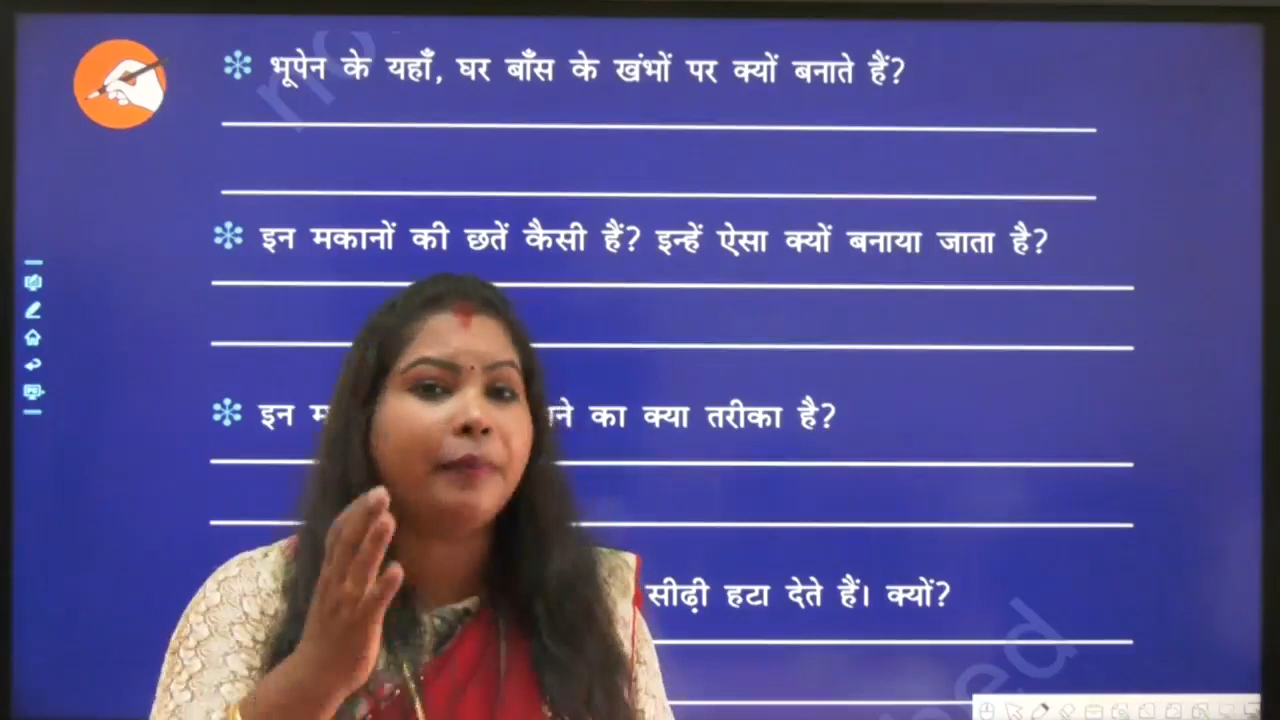 भूपेन के यहाँ, घर बाँस के खंभों पर क्यों बनाते हैं?
इन मकानों की छतें कैसी हैं? इन्हें ऐसा क्यों बनाया जाता है?
इन का क्या तरीका है?
सीढ़ी हटा देते हैं। क्यों?